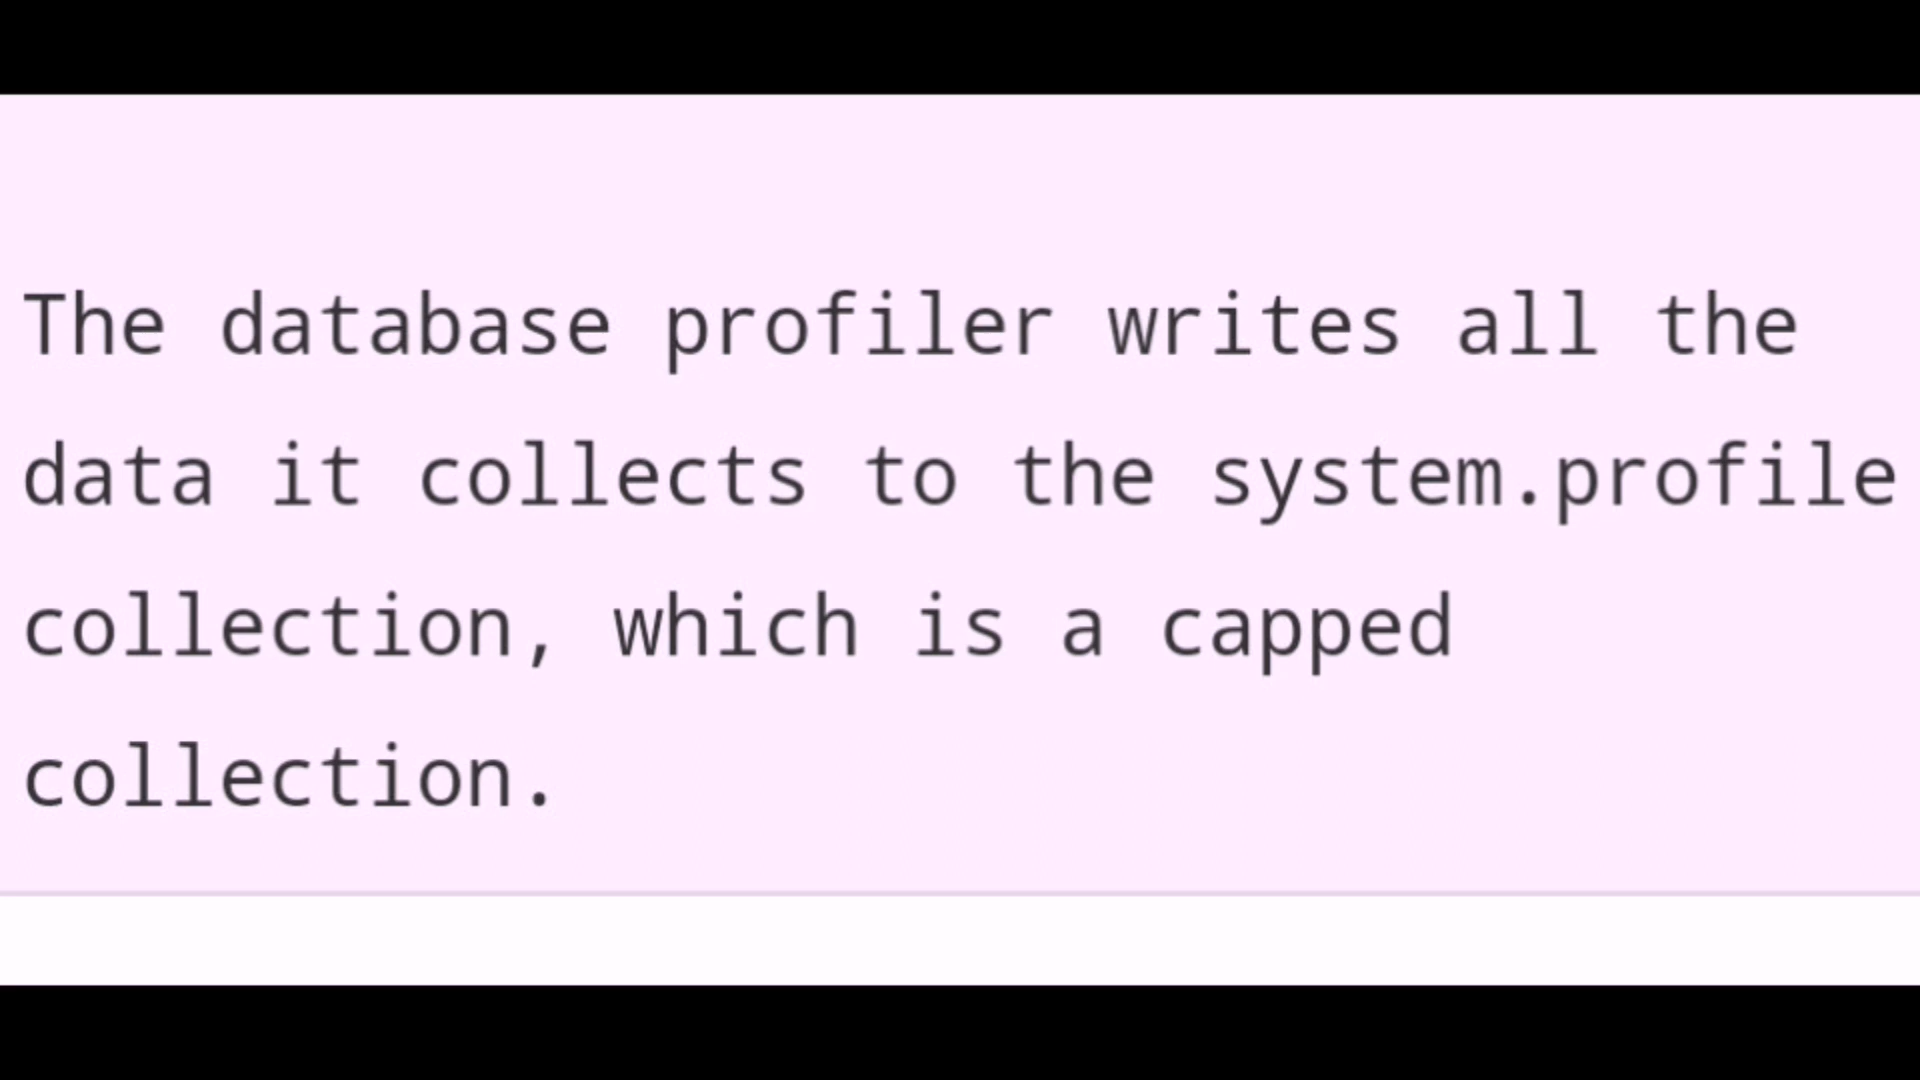 The database profiler writes all the
data it collects to the system.profile
collection, which is a capped
collection.